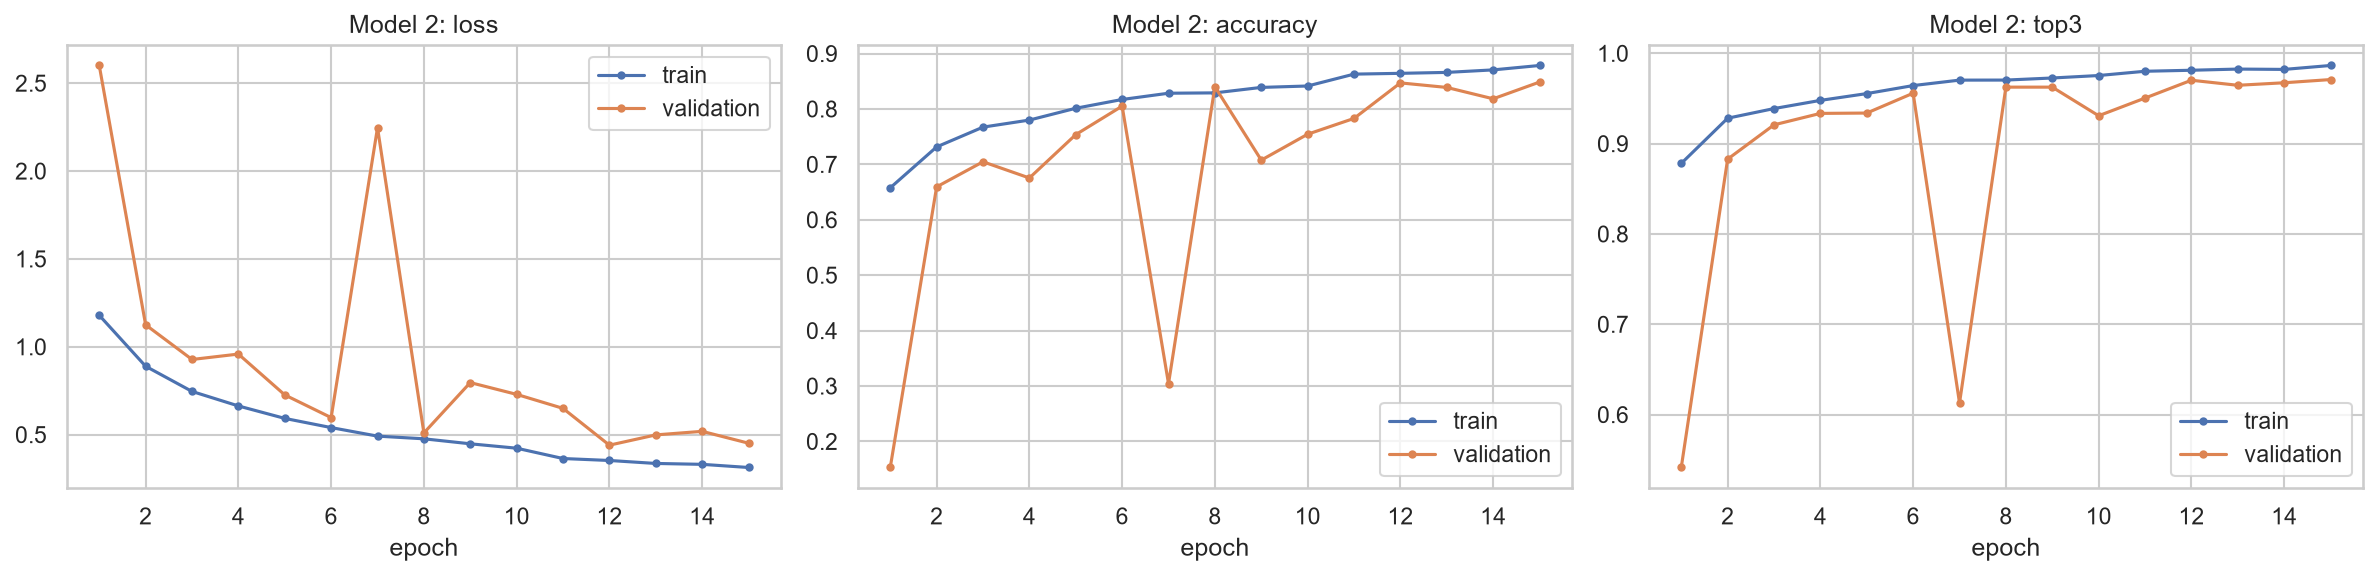 Model 2: loss
2.5
2.0
1.5
1.0
0.5
train
validation
2 4 6 8 10 12 14
epoch
Model 2: accuracy
0.9
0.8
0.7
0.6
0.5
0.4
0.3
0.2
train
validation
2 4 6 8 10 12 14
epoch
Model 2: top3
1.0
0.9
0.8
0.7
0.6
train
validation
2 4 6 8 10 12 14
epoch